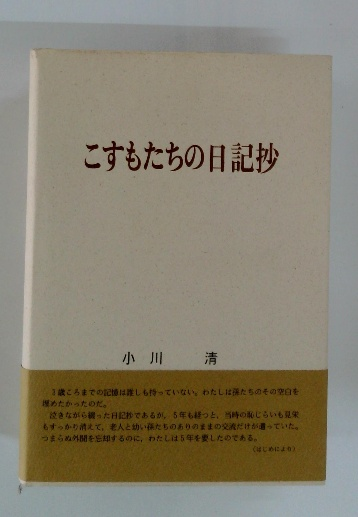 こすもたちの日記抄
小川 清
3歳ころまでの記憶は誰しも持っていない。わたしは孫たちのその空白を
埋めたかったのだ。
泣きながら綴った日記抄であるが、5年も経つと、当時の恥じらいも見栄
もすっかり消えて、老人と幼い孫たちのありのままの交流だけが遺っていた。
つまらぬ外聞を忘却するのに、わたしは5年を要したのである。
（はじめにより）